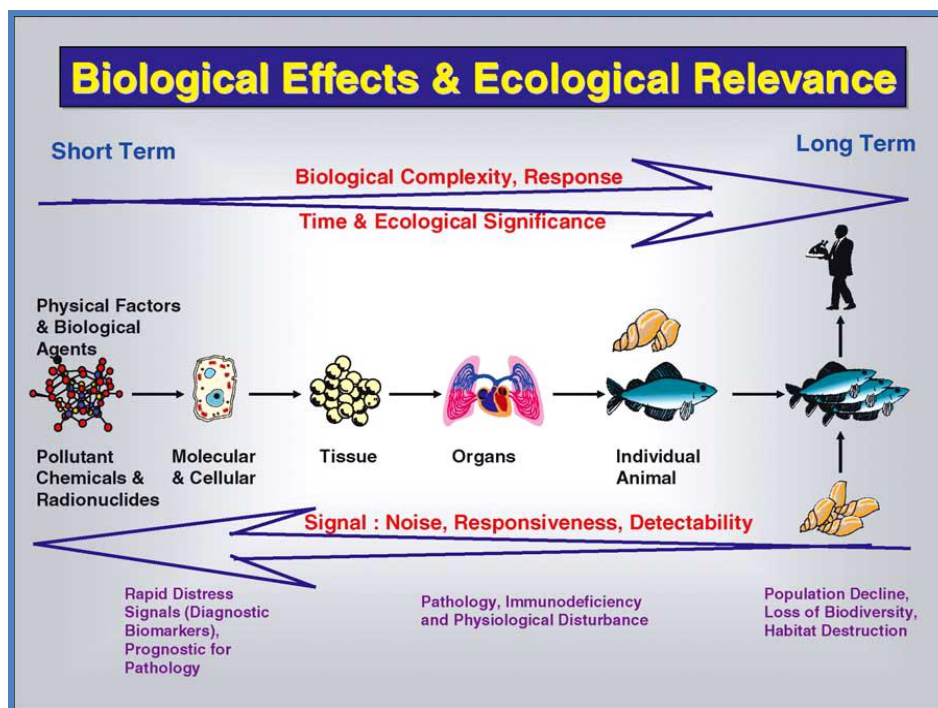 Biological Effects & Ecological Relevance
Short Term
Long Term
Biological Complexity, Response
Time & Ecological Significance
Physical Factors
& Biological
Agents
Pollutant
Chemicals &
Radionuclides
Molecular
& Cellular
Tissue
Organs
Individual
Animal
Signal : Noise, Responsiveness, Detectability
Rapid Distress
Signals (Diagnostic
Biomarkers),
Prognostic for
Pathology
Pathology, Immunodeficiency
and Physiological Disturbance
Population Decline,
Loss of Biodiversity,
Habitat Destruction